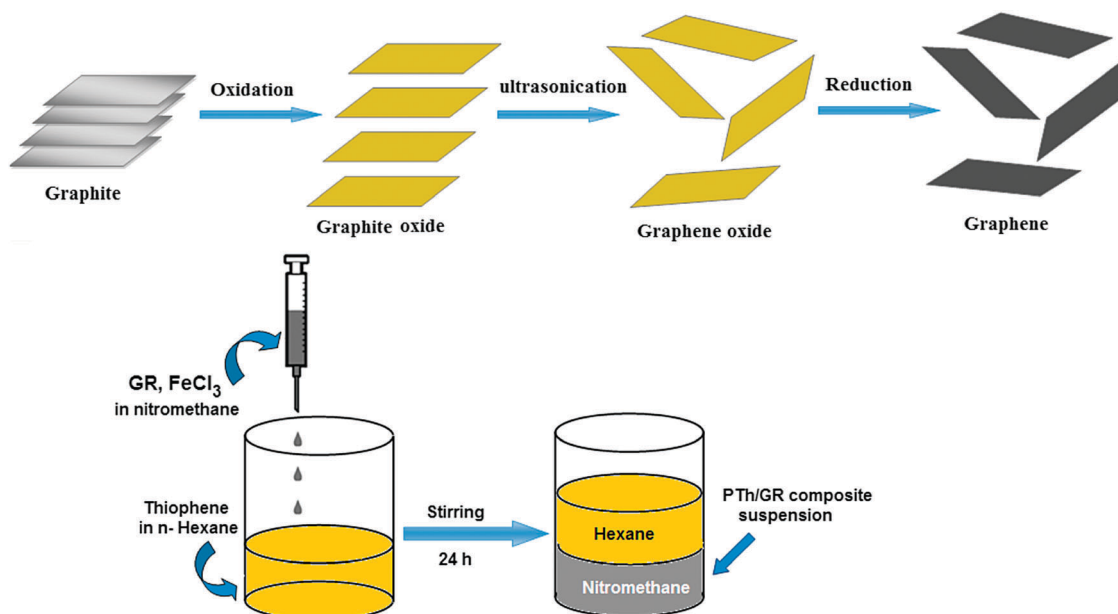 Oxidation
ultrasonication
Reduction
Graphite
Graphite oxide
Graphene oxide
Graphene
GR, FeCl3
in nitromethane
Thiophene
in n- Hexane
Stirring
24 h
Hexane
Nitromethane
PTh/GR composite
suspension